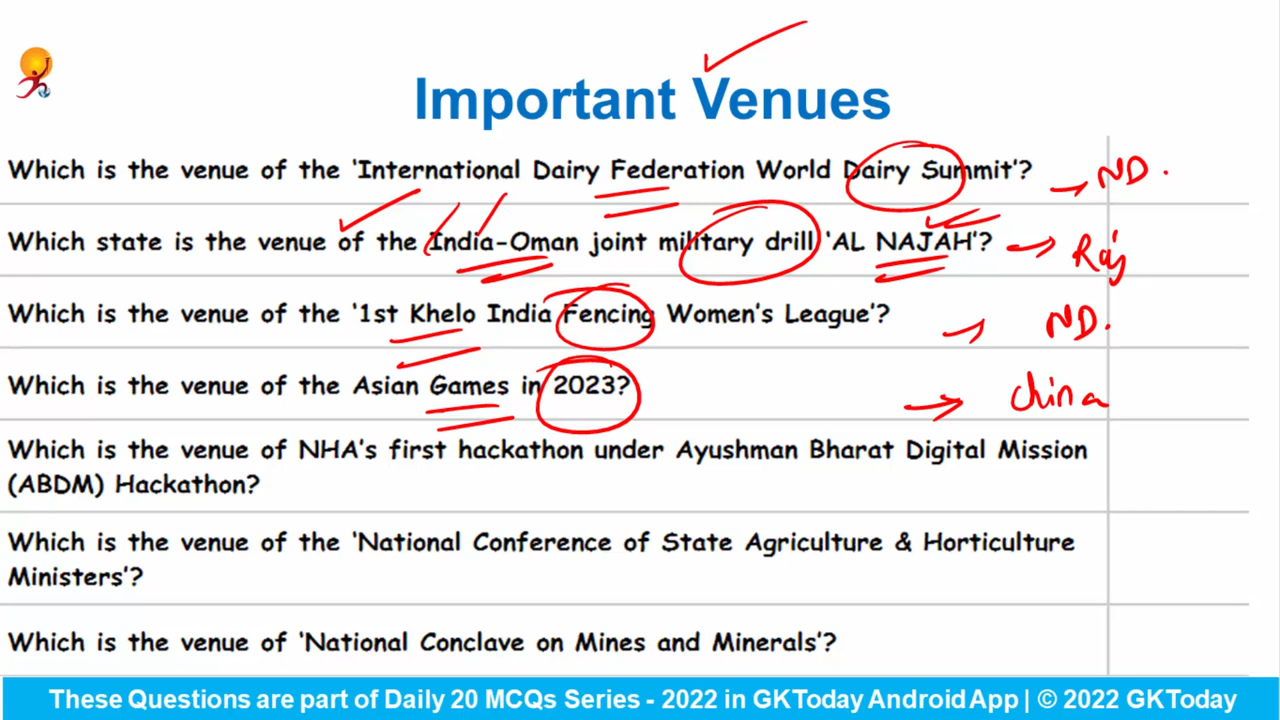 Important Venues
Which is the venue of the ‘International Dairy Federation World Dairy Summit’? → ND.
Which state is the venue of the India-Oman joint military drill ‘AL NAJAH’? → Raj
Which is the venue of the ‘1st Khelo India Fencing Women’s League’? → ND.
Which is the venue of the Asian Games in 2023? → China
Which is the venue of NHA’s first hackathon under Ayushman Bharat Digital Mission
(ABDM) Hackathon?
Which is the venue of the ‘National Conference of State Agriculture & Horticulture
Ministers’?
Which is the venue of ‘National Conclave on Mines and Minerals’?
These Questions are part of Daily 20 MCQs Series - 2022 in GKToday Android App | © 2022 GKToday